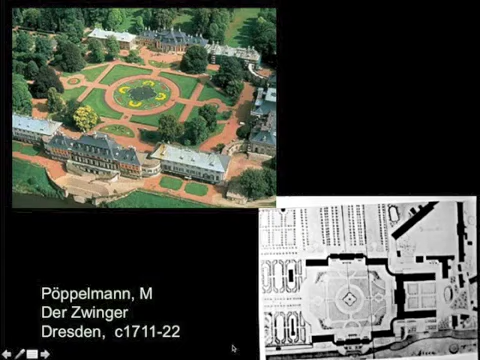 Pöppelmann, M
Der Zwinger
Dresden,  c1711-22